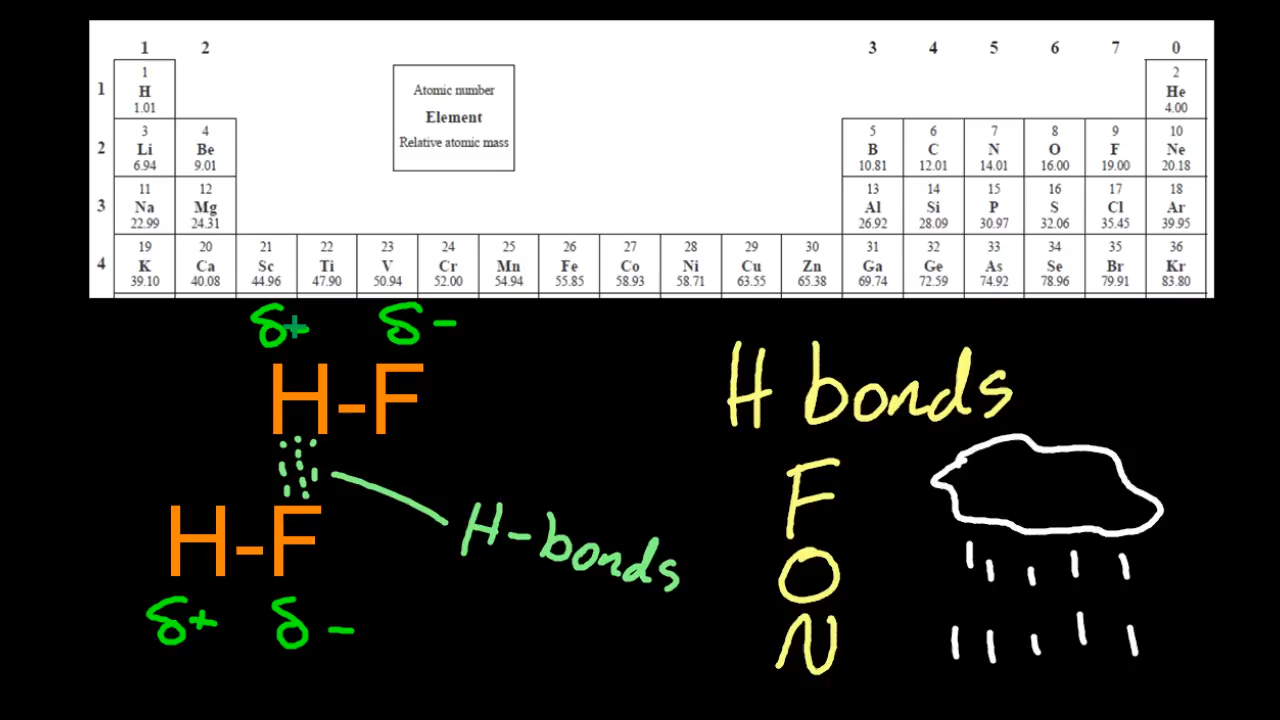 1 2 3 4 5 6 7 0
1 2
1 H Atomic number He
1.01 4.00
3 4 Element 5 6 7 8 9 10
2 Li Be Relative atomic mass B C N O F Ne
6.94 9.01 10.81 12.01 14.01 16.00 19.00 20.18
11 12 13 14 15 16 17 18
3 Na Mg Al Si P S Cl Ar
22.99 24.31 26.92 28.09 30.97 32.06 35.45 39.95
19 20 21 22 23 24 25 26 27 28 29 30 31 32 33 34 35 36
4 K Ca Sc Ti V Cr Mn Fe Co Ni Cu Zn Ga Ge As Se Br Kr
39.10 40.08 44.96 47.90 50.94 52.00 54.94 55.85 58.93 58.71 63.55 65.38 69.74 72.59 74.92 78.96 79.91 83.80
δ+ δ-
H-F
H-F
δ+ δ-
H-bonds
H bonds
F
O
N